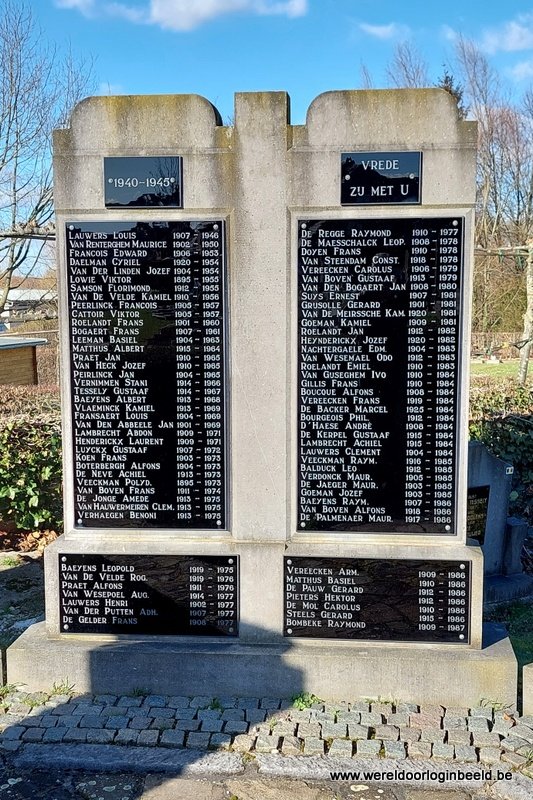 *1940-1945*
VREDE
ZU MET U
LAUWERS LOUIS 1907 - 1946
VAN RENTERGHEM MAURICE 1902 - 1950
FRANCOIS EDWARD 1906 - 1953
DAELMAN CYRIEL 1920 - 1954
VAN DER LINDEN JOZEF 1904 - 1954
LOWIE VIKTOR 1895 - 1955
SAMSON FLORIMOND 1912 - 1955
VAN DE VELDE KAMIEL 1910 - 1956
PEERLINCK FRANÇOIS 1905 - 1957
CATTOIR VIKTOR 1905 - 1957
ROELANDT FRANS 1901 - 1960
BOGAERT FRANS 1907 - 1961
LEEMAN BASIEL 1904 - 1963
MATTHUS ALBERT 1913 - 1964
PRAET JAN 1910 - 1965
VAN HECK JOZEF 1910 - 1965
PEIRLINCK JAN 1904 - 1965
VERNIMMEN STANI 1914 - 1966
TESSELY GUSTAAF 1914 - 1967
BAEYENS ALBERT 1913 - 1968
VLAEMINCK KAMIEL 1913 - 1969
FRANSAERT LOUIS 1904 - 1969
VAN DEN ABBEELE JAN 1901 - 1969
LAMBRECHT ABDON 1909 - 1971
HENDERICKX LAURENT 1909 - 1971
LUYCKX GUSTAAF 1907 - 1972
KOEN FRANS 1903 - 1973
BOTERBERGH ALFONS 1904 - 1973
DE NEVE ACHIEL 1913 - 1973
VEECKMAN POLYD. 1895 - 1973
VAN BOVEN FRANS 1911 - 1974
DE JONGE AMEDÉ 1913 - 1975
VAN HAUWERMEIREN CLEM. 1913 - 1975
VERHAEGEN BENONI 1913 - 1975
DE REGGE RAYMOND 1910 - 1977
DE MAESSCHALCK LEOP. 1908 - 1978
DOYEN FRANS 1910 - 1978
VAN STEENDAM CONST. 1918 - 1978
VEREECKEN CAROLUS 1906 - 1979
VAN BOVEN GUSTAAF 1913 - 1979
VAN DEN BOGAERT JAN 1908 - 1980
SUYS ERNEST 1907 - 1981
GRUSOLLE GERARD 1901 - 1981
VAN DE MEIRSSCHE KAM. 1920 - 1981
GOEMAN KAMIEL 1909 - 1981
ROELANDT JAN 1912 - 1982
HEYNDERICKX JOZEF 1920 - 1982
NACHTEGAELE EDM. 1904 - 1983
VAN WESEMAEL ODO 1912 - 1983
ROELANDT EMIEL 1910 - 1983
VAN GUSEGHEM IVO 1910 - 1984
GILLIS FRANS 1910 - 1984
BOUCQUE ALFONS 1908 - 1984
VEREECKEN FRANS 1919 - 1984
DE BACKER MARCEL 1925 - 1984
BOURGEOIS PHIL. 1912 - 1984
D'HAESE ANDRÉ 1908 - 1984
DE KERPEL GUSTAAF 1915 - 1984
LAMBRECHT ACHIEL 1915 - 1984
LAUWERS CLEMENT 1904 - 1984
VEECKMAN RAYM. 1916 - 1985
BALDUCK LEO 1912 - 1985
VERDONCK MAUR. 1905 - 1985
DE JAEGER MAUR. 1903 - 1985
GOEMAN JOZEF 1903 - 1985
BAEYENS RAYM. 1907 - 1986
VAN BOVEN ALFONS 1918 - 1986
DE PALMENAER MAUR. 1917 - 1986
BAEYENS LEOPOLD 1919 - 1975
VAN DE VELDE ROG. 1919 - 1976
PRAET ALFONS 1911 - 1976
VAN WESEPOEL AUG. 1914 - 1977
LAUWERS HENRI 1902 - 1977
VAN DER PUTTEN ADH. 1907 - 1977
DE GELDER FRANS 1908 - 1977
VEREECKEN ARM. 1909 - 1986
MATTHUS BASIEL 1910 - 1986
DE PAUW GERARD 1912 - 1986
PIETERS HEKTOR 1912 - 1986
DE MOL CAROLUS 1910 - 1986
STEELS GERARD 1915 - 1986
BOMBEKE RAYMOND 1909 - 1987
www.wereldoorloginbeeld.be